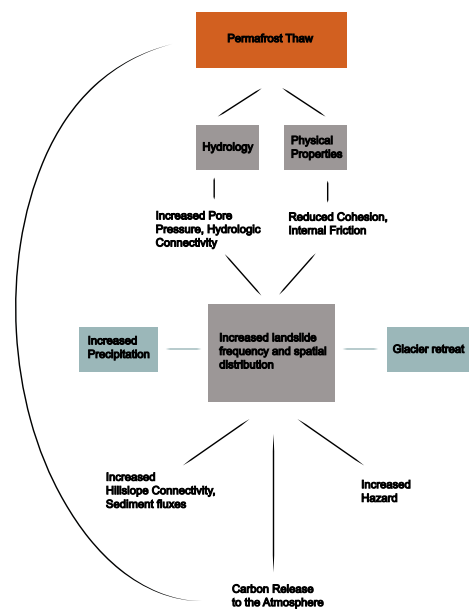 Permafrost Thaw
Hydrology
Physical
Properties
Increased Pore
Pressure, Hydrologic
Connectivity
Reduced Cohesion,
Internal Friction
Increased
Precipitation
Increased landslide
frequency and spatial
distribution
Glacier retreat
Increased
Hillslope Connectivity,
Sediment fluxes
Increased
Hazard
Carbon Release
to the Atmosphere